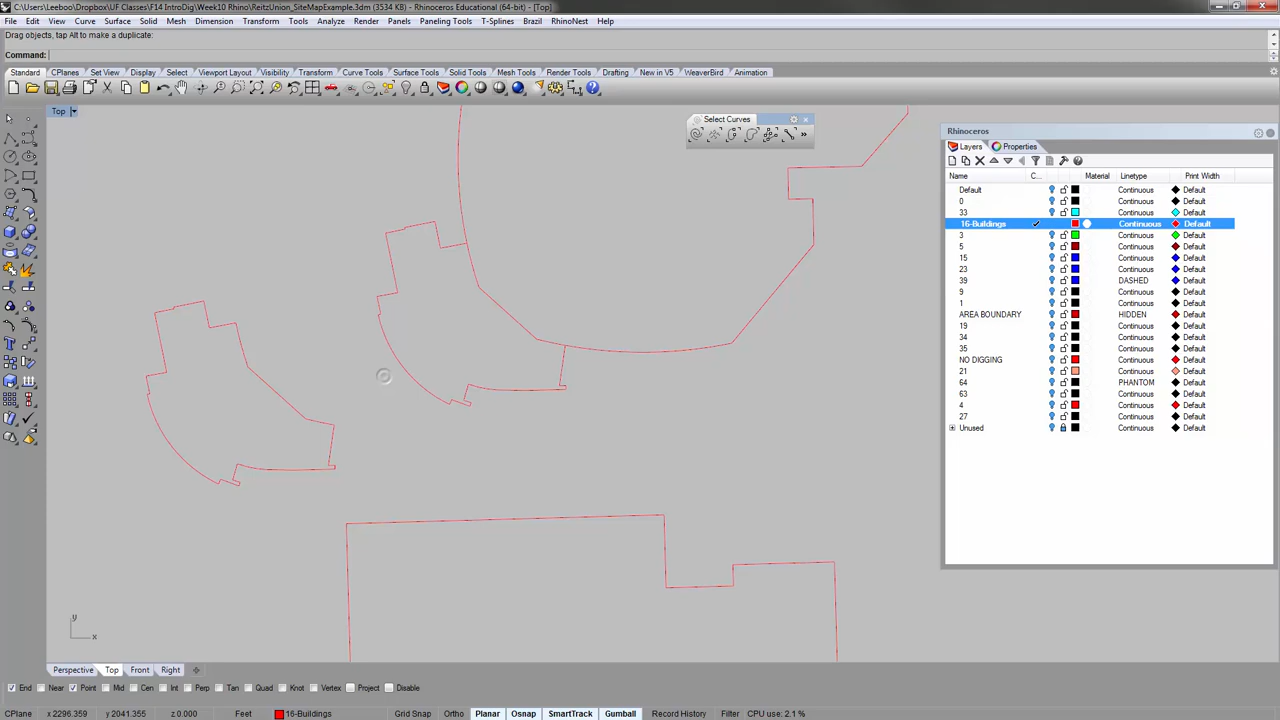 C:\Users\Leeboo\Dropbox\UF Classes\F14 IntroDig\Week10 Rhino\ReitzUnion_SiteMapExample.3dm (3534 KB) - Rhinoceros Educational (64-bit) - [Top]
File Edit View Curve Surface Solid Mesh Dimension Transform Tools Analyze Render Panels Paneling Tools T-Splines Brazil RhinoNest Help
Drag objects, tap Alt to make a duplicate:
Command:
Standard CPlanes Set View Display Select Viewport Layout Visibility Transform Curve Tools Surface Tools Solid Tools Mesh Tools Render Tools Drafting New in V5 WeaverBird Animation
Top
Select Curves
Rhinoceros
Layers Properties
Name C... Material Linetype Print Width
Default Continuous Default
0 Continuous Default
33 Continuous Default
16-Buildings Continuous Default
3 Continuous Default
5 Continuous Default
15 Continuous Default
23 Continuous Default
39 DASHED Default
9 Continuous Default
1 Continuous Default
AREA BOUNDARY HIDDEN Default
19 Continuous Default
34 Continuous Default
35 Continuous Default
NO DIGGING Continuous Default
21 Continuous Default
64 PHANTOM Default
63 Continuous Default
4 Continuous Default
27 Continuous Default
Unused Continuous Default
y
x
Perspective Top Front Right
End Near Point Mid Cen Int Perp Tan Quad Knot Vertex Project Disable
CPlane x 2296.359 y 2041.355 z 0.000 Feet 16-Buildings Grid Snap Ortho Planar Osnap SmartTrack Gumball Record History Filter CPU use: 2.1 %